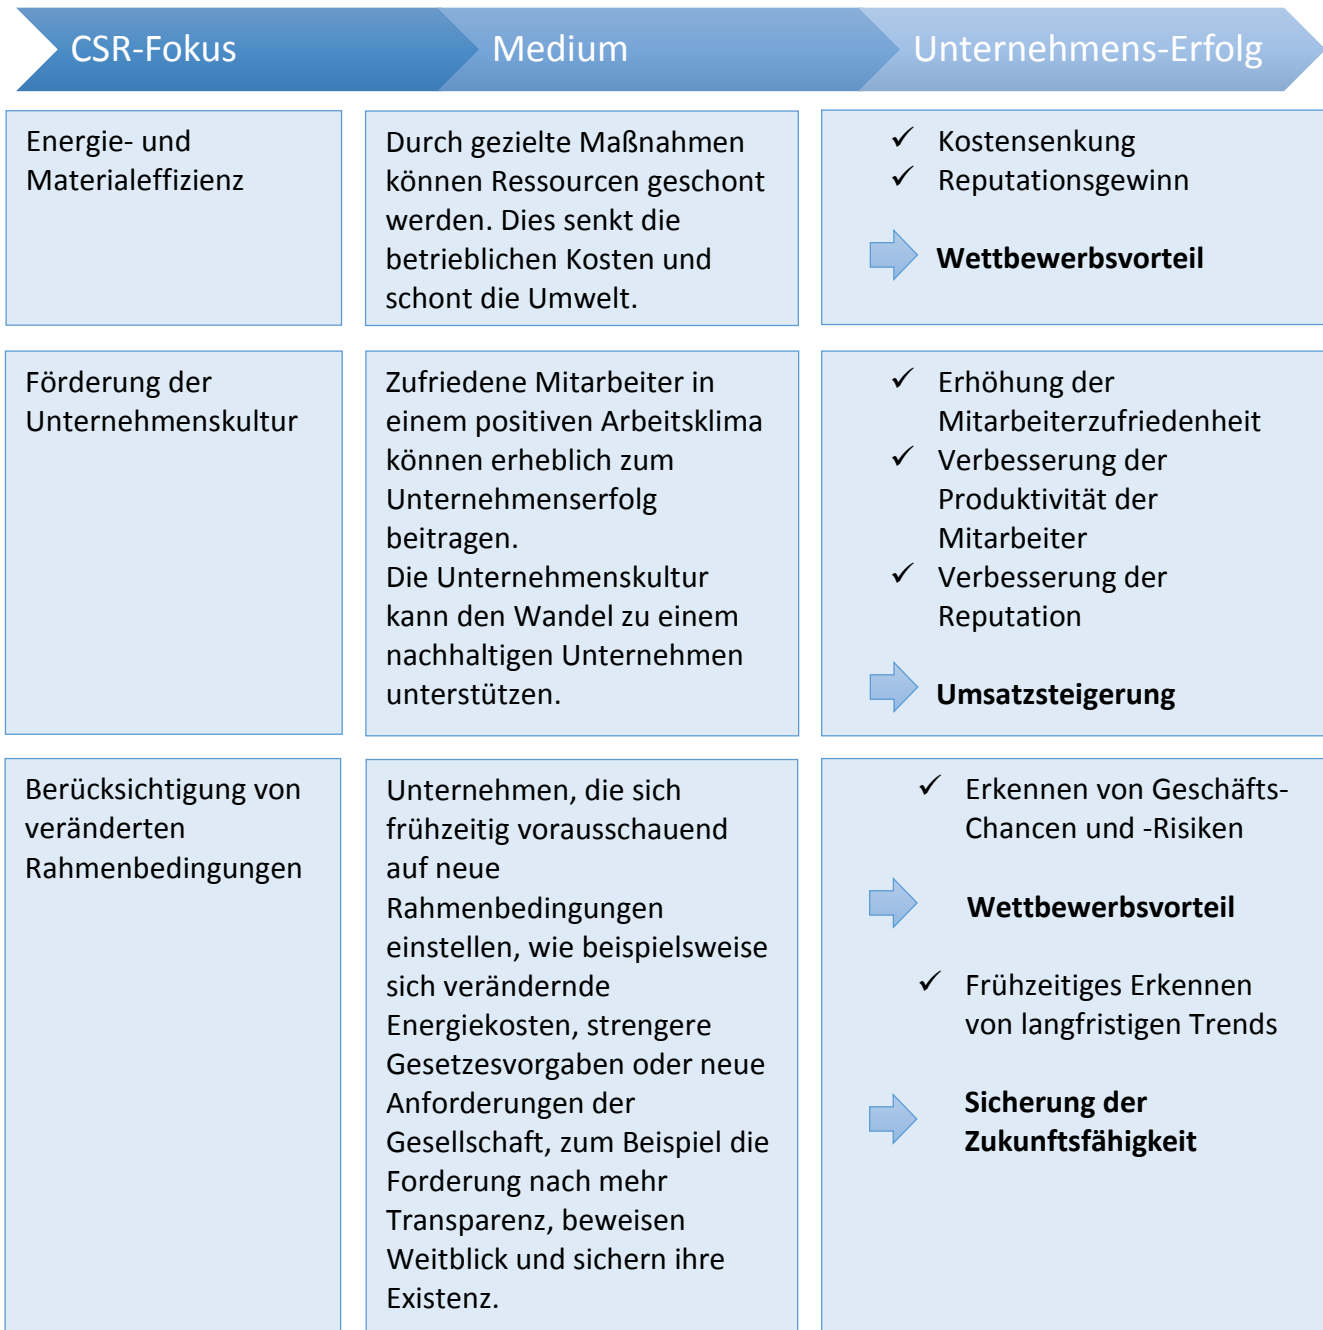 CSR-Fokus
Medium
Unternehmens-Erfolg
Energie- und
Materialeffizienz
Durch gezielte Maßnahmen
können Ressourcen geschont
werden. Dies senkt die
betrieblichen Kosten und
schont die Umwelt.
✓ Kostensenkung
✓ Reputationsgewinn
Wettbewerbsvorteil
Förderung der
Unternehmenskultur
Zufriedene Mitarbeiter in
einem positiven Arbeitsklima
können erheblich zum
Unternehmenserfolg
beitragen.
Die Unternehmenskultur
kann den Wandel zu einem
nachhaltigen Unternehmen
unterstützen.
✓ Erhöhung der
Mitarbeiterzufriedenheit
✓ Verbesserung der
Produktivität der
Mitarbeiter
✓ Verbesserung der
Reputation
Umsatzsteigerung
Berücksichtigung von
veränderten
Rahmenbedingungen
Unternehmen, die sich
frühzeitig vorausschauend
auf neue
Rahmenbedingungen
einstellen, wie beispielsweise
sich verändernde
Energiekosten, strengere
Gesetzesvorgaben oder neue
Anforderungen der
Gesellschaft, zum Beispiel die
Forderung nach mehr
Transparenz, beweisen
Weitblick und sichern ihre
Existenz.
✓ Erkennen von Geschäfts-
Chancen und -Risiken
Wettbewerbsvorteil
✓ Frühzeitiges Erkennen
von langfristigen Trends
Sicherung der
Zukunftsfähigkeit